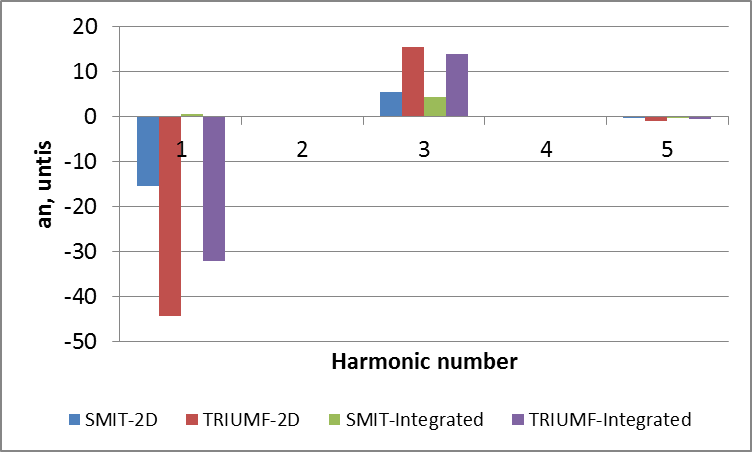 20
10
0
-10
-20
-30
-40
-50
an, untis
1 2 3 4 5
Harmonic number
SMIT-2D TRIUMF-2D SMIT-Integrated TRIUMF-Integrated